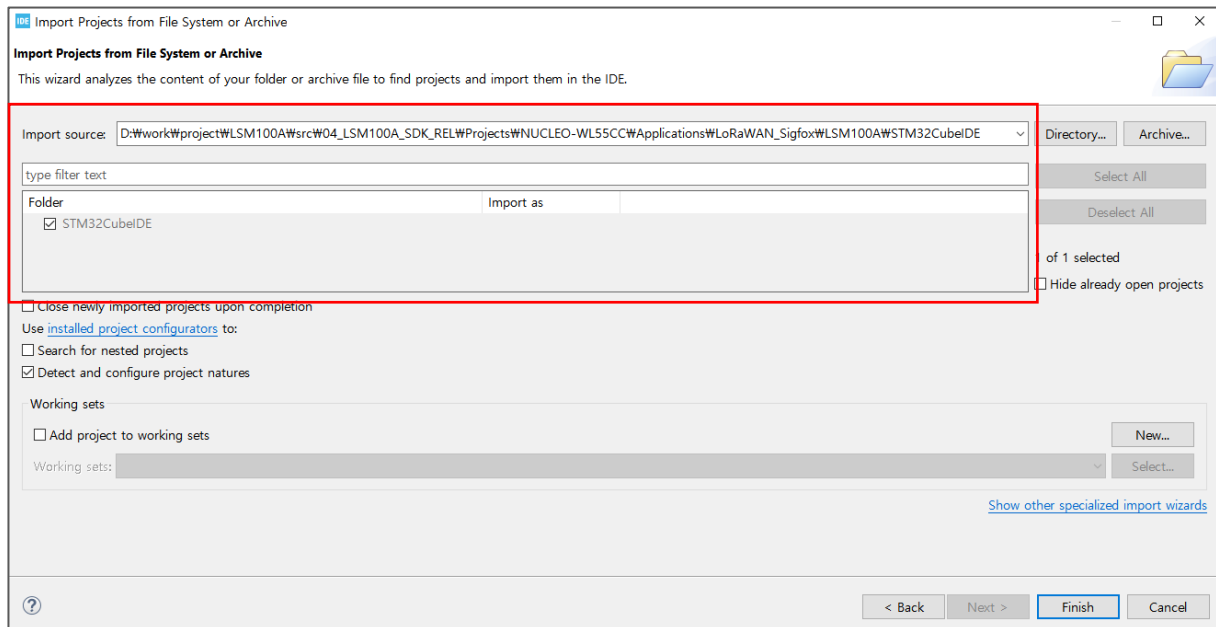 IDE Import Projects from File System or Archive
Import Projects from File System or Archive
This wizard analyzes the content of your folder or archive file to find projects and import them in the IDE.
Import source: D:₩work₩project₩LSM100A₩src₩04_LSM100A_SDK_REL₩Projects₩NUCLEO-WL55CC₩Applications₩LoRaWAN_Sigfox₩LSM100A₩STM32CubeIDE Directory... Archive...
type filter text Select All
Folder Import as
Deselect All
STM32CubeIDE
of 1 selected
Hide already open projects
Close newly imported projects upon completion
Use installed project configurators to:
Search for nested projects
Detect and configure project natures
Working sets
Add project to working sets New...
Working sets: Select...
Show other specialized import wizards
? < Back Next > Finish Cancel